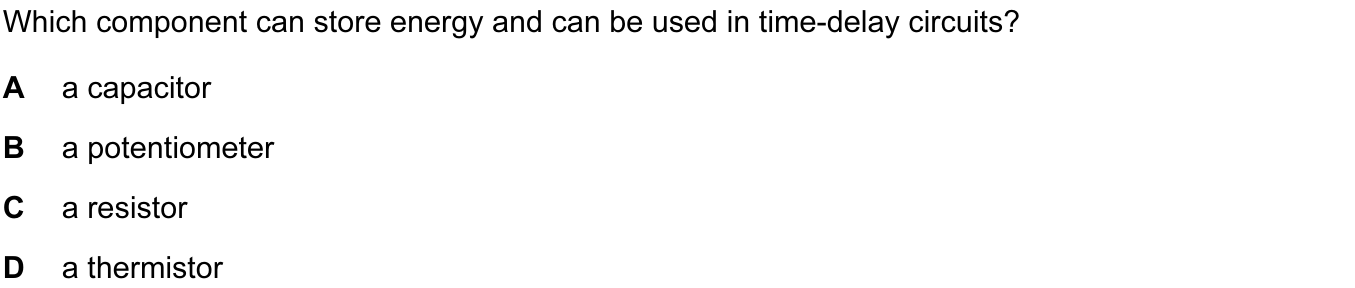 Which component can store energy and can be used in time-delay circuits?
A a capacitor
B a potentiometer
C a resistor
D a thermistor